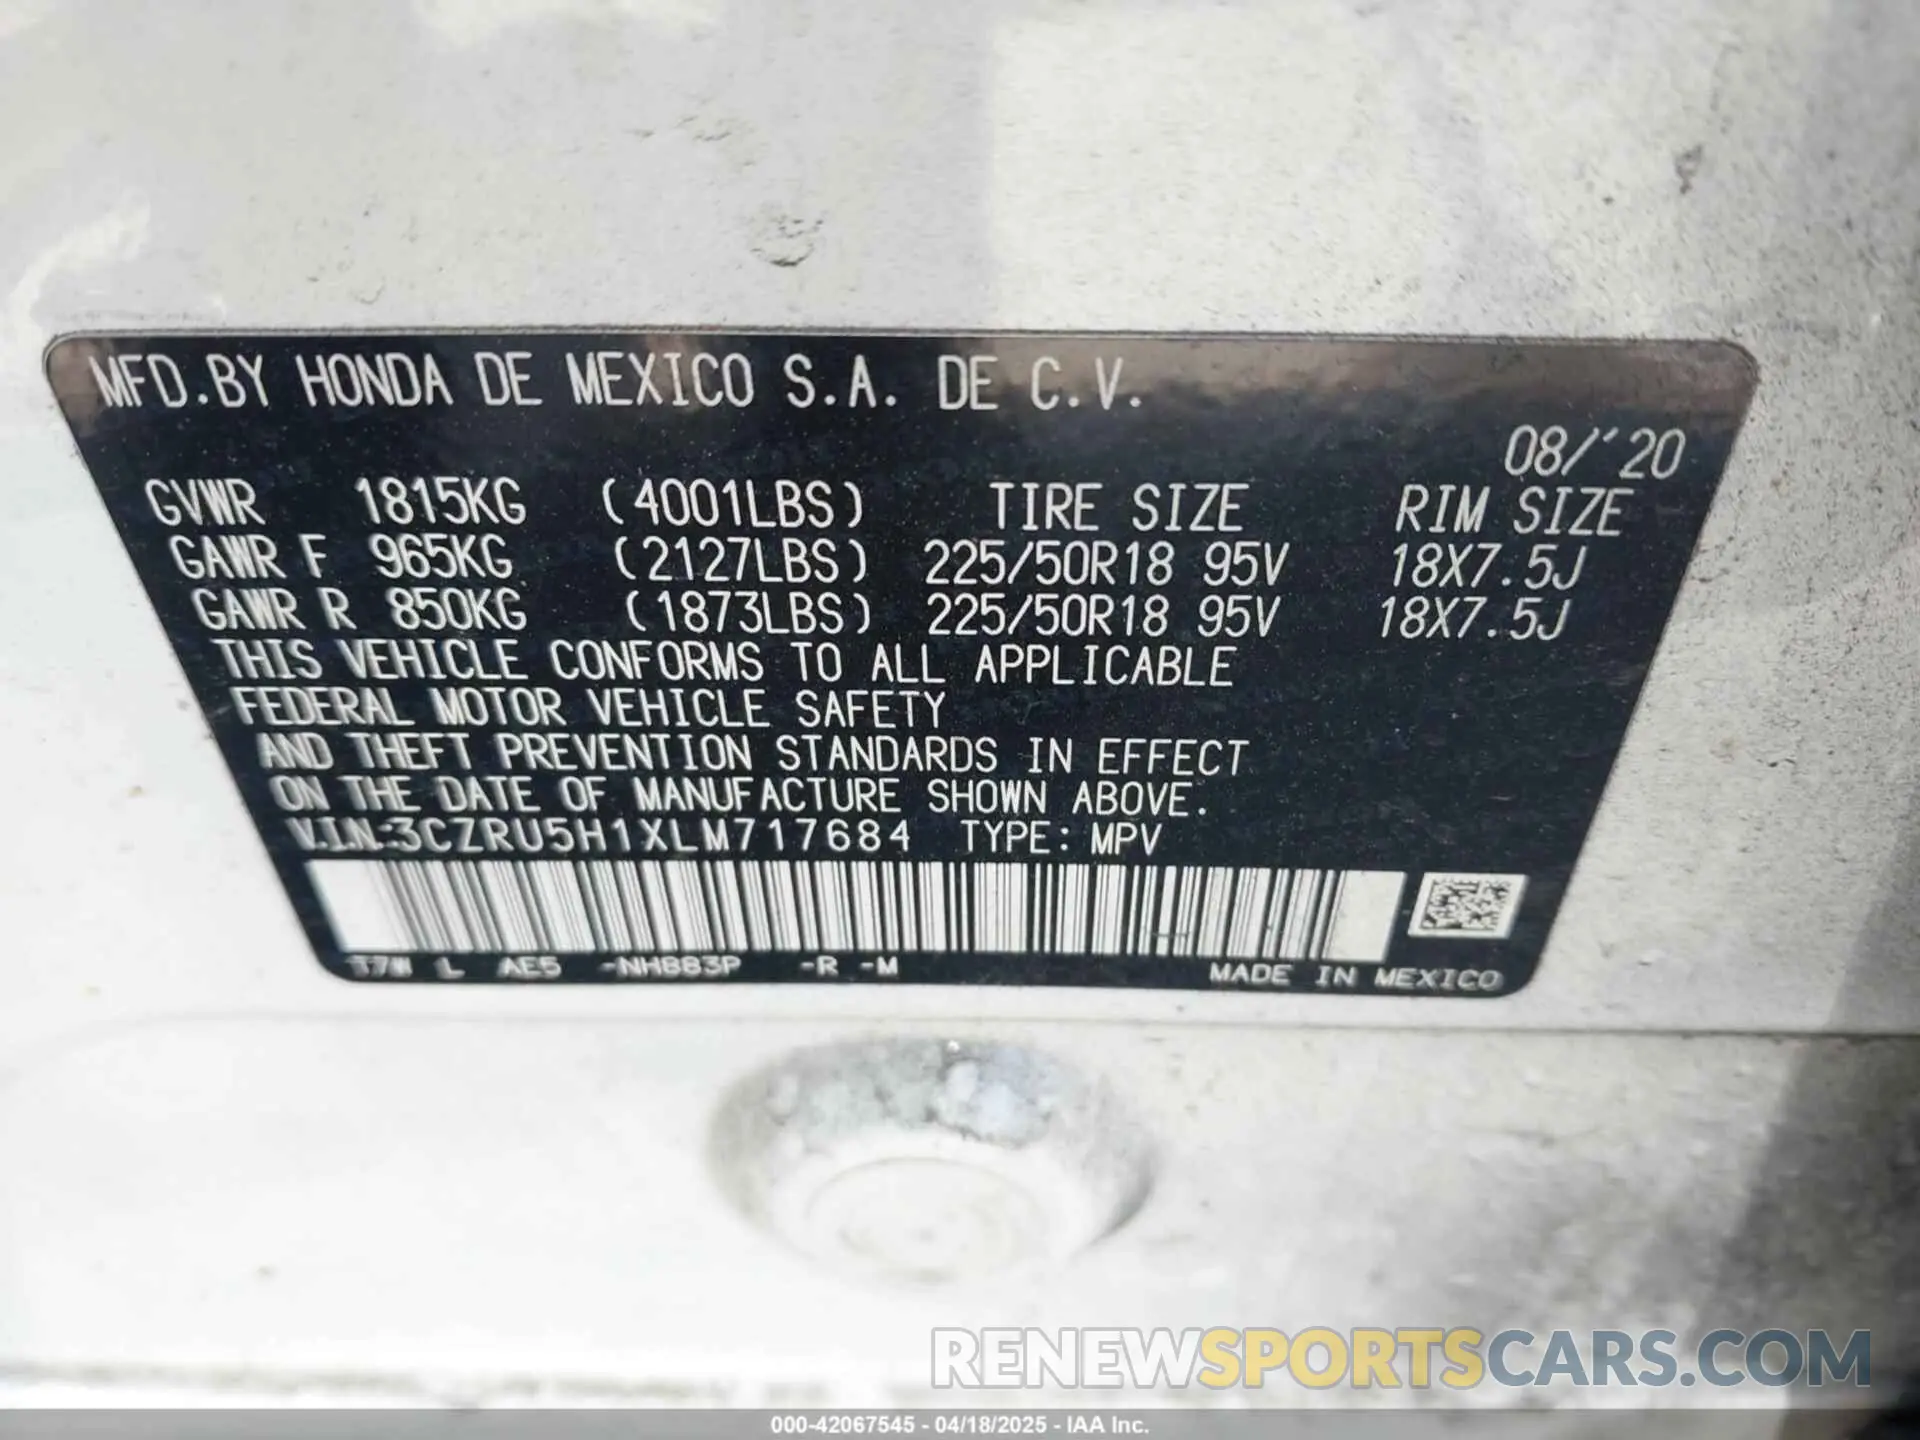 MFD.BY HONDA DE MEXICO S.A. DE C.V.
08/'20
GVWR 1815KG (4001LBS) TIRE SIZE RIM SIZE
GAWR F 965KG (2127LBS) 225/50R18 95V 18X7.5J
GAWR R 850KG (1873LBS) 225/50R18 95V 18X7.5J
THIS VEHICLE CONFORMS TO ALL APPLICABLE
FEDERAL MOTOR VEHICLE SAFETY
AND THEFT PREVENTION STANDARDS IN EFFECT
ON THE DATE OF MANUFACTURE SHOWN ABOVE.
V.I.N:3CZRU5H1XLM717684 TYPE: MPV
T7W L AE5 -NH883P -R -M MADE IN MEXICO
RENEWSPORTSCARS.COM
000-42067545 - 04/18/2025 - IAA Inc.